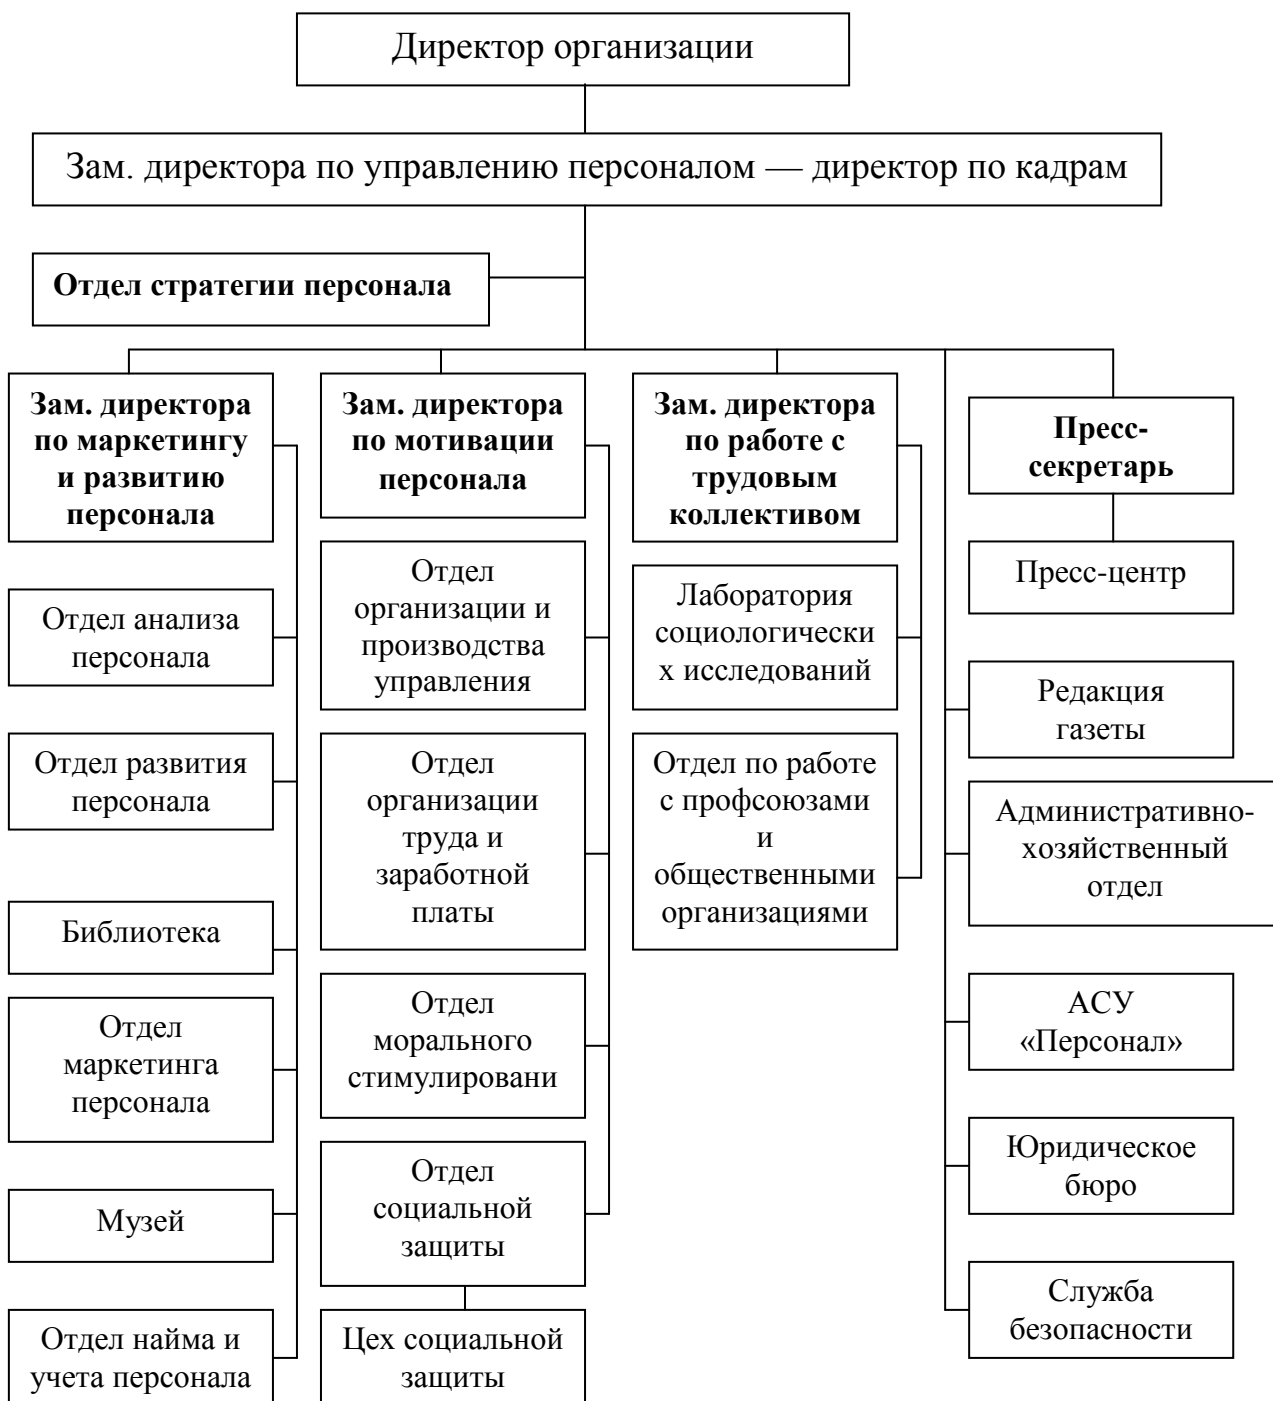 Директор организации
Зам. директора по управлению персоналом — директор по кадрам
Отдел стратегии персонала
Зам. директора
по маркетингу
и развитию
персонала
Отдел анализа
персонала
Отдел развития
персонала
Библиотека
Отдел
маркетинга
персонала
Музей
Отдел найма и
учета персонала
Зам. директора
по мотивации
персонала
Отдел
организации и
производства
управления
Отдел
организации
труда и
заработной
платы
Отдел
морального
стимулировани
Отдел
социальной
защиты
Цех социальной
защиты
Зам. директора
по работе с
трудовым
коллективом
Лаборатория
социологически
х исследований
Отдел по работе
с профсоюзами
и
общественными
организациями
Пресс-
секретарь
Пресс-центр
Редакция
газеты
Административно-
хозяйственный
отдел
АСУ
«Персонал»
Юридическое
бюро
Служба
безопасности